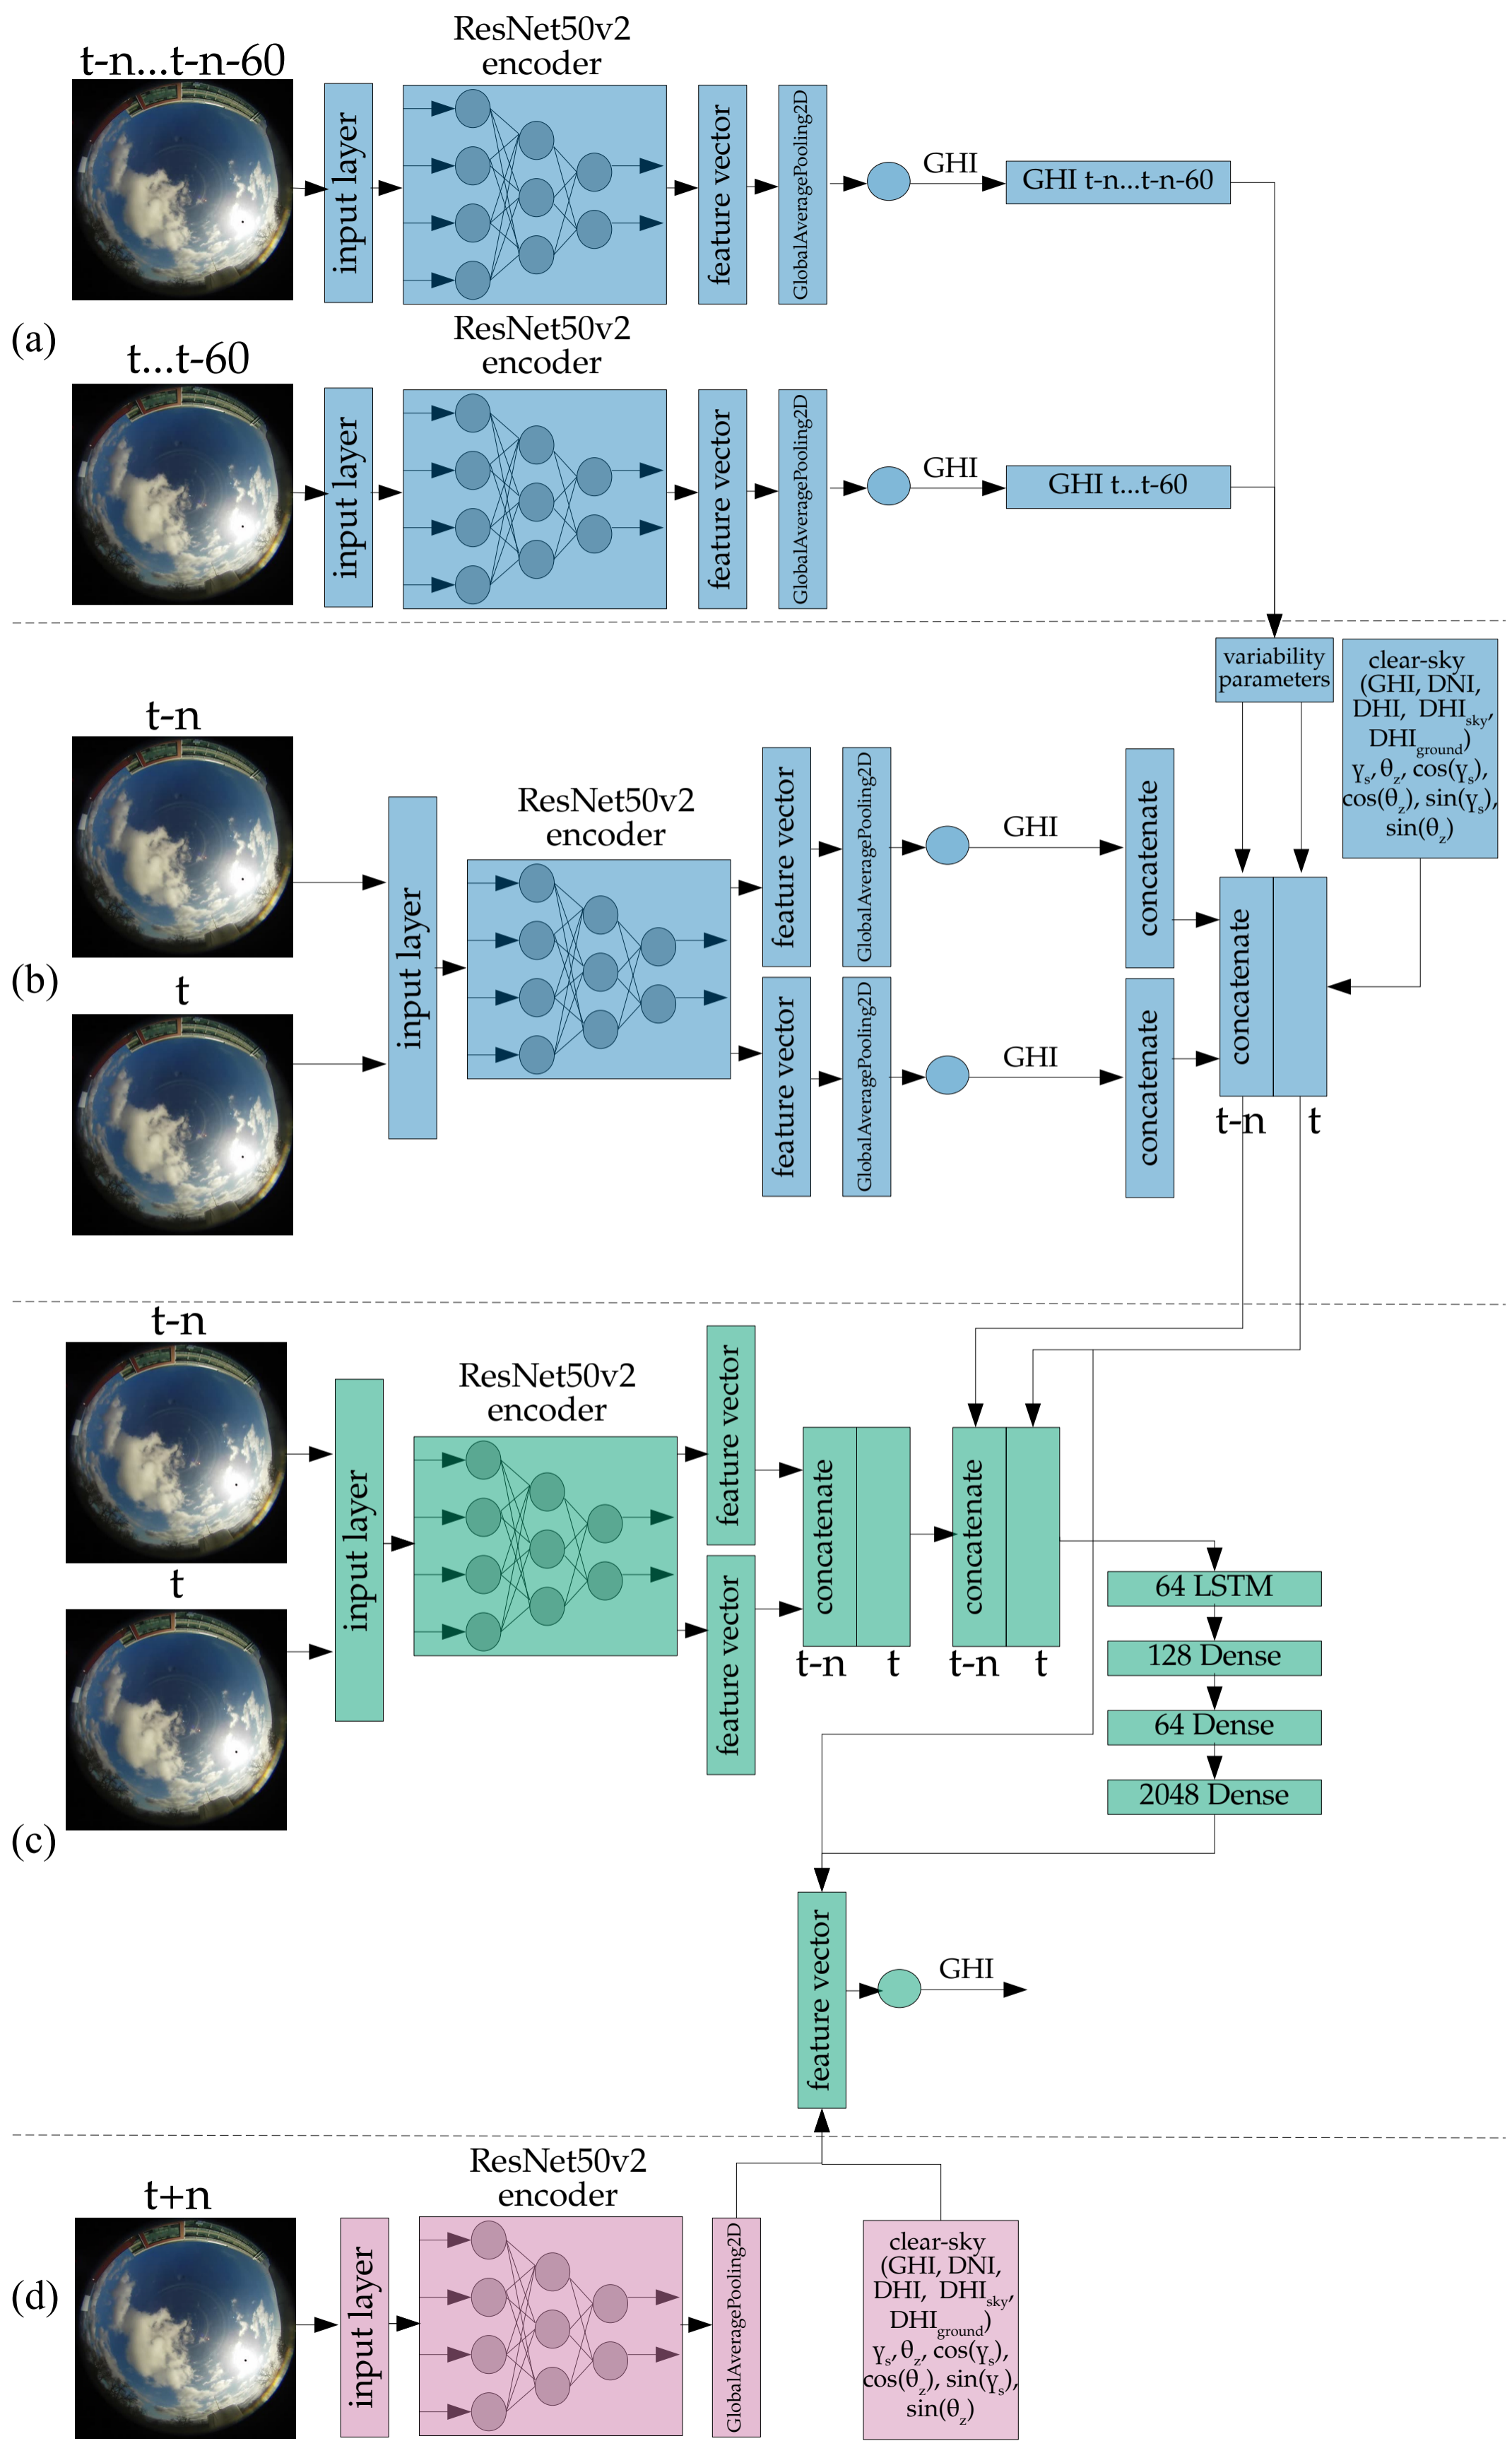 ResNet50v2
encoder
t-n...t-n-60
input layer
feature vector
GlobalAveragePooling2D
GHI
GHI t-n...t-n-60
(a)
ResNet50v2
encoder
t...t-60
input layer
feature vector
GlobalAveragePooling2D
GHI
GHI t...t-60
variability
parameters
clear-sky
(GHI, DNI,
DHI, DHIsky,
DHIground)
γs, θz, cos(γs),
cos(θz), sin(γs),
sin(θz)
(b)
t-n
t
input layer
ResNet50v2
encoder
feature vector
GlobalAveragePooling2D
GHI
concatenate
feature vector
GlobalAveragePooling2D
GHI
concatenate
concatenate
t-n
t
(c)
t-n
t
input layer
ResNet50v2
encoder
feature vector
feature vector
concatenate
t-n
t
concatenate
t-n
t
64 LSTM
128 Dense
64 Dense
2048 Dense
feature vector
GHI
(d)
t+n
input layer
ResNet50v2
encoder
GlobalAveragePooling2D
clear-sky
(GHI, DNI,
DHI, DHIsky,
DHIground)
γs, θz, cos(γs),
cos(θz), sin(γs),
sin(θz)